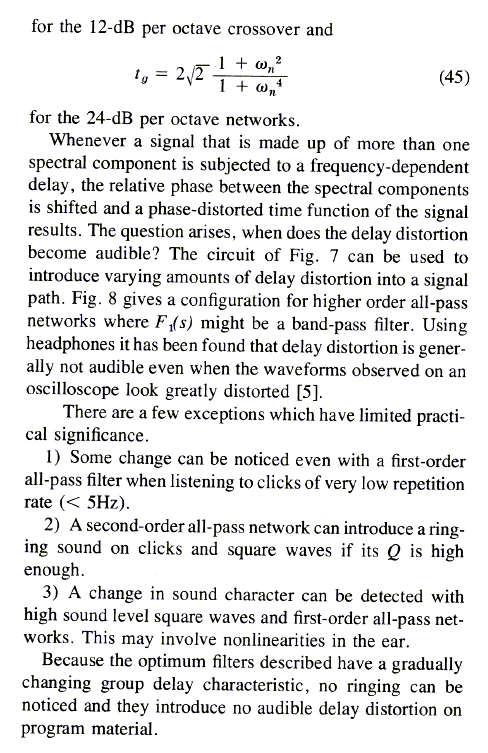 for the 12-dB per octave crossover and
t_g = 2√2 (1 + ω_n²)/(1 + ω_n⁴) (45)
for the 24-dB per octave networks.
Whenever a signal that is made up of more than one
spectral component is subjected to a frequency-dependent
delay, the relative phase between the spectral components
is shifted and a phase-distorted time function of the signal
results. The question arises, when does the delay distortion
become audible? The circuit of Fig. 7 can be used to
introduce varying amounts of delay distortion into a signal
path. Fig. 8 gives a configuration for higher order all-pass
networks where F₁(s) might be a band-pass filter. Using
headphones it has been found that delay distortion is gener-
ally not audible even when the waveforms observed on an
oscilloscope look greatly distorted [5].
There are a few exceptions which have limited practi-
cal significance.
1) Some change can be noticed even with a first-order
all-pass filter when listening to clicks of very low repetition
rate (< 5Hz).
2) A second-order all-pass network can introduce a ring-
ing sound on clicks and square waves if its Q is high
enough.
3) A change in sound character can be detected with
high sound level square waves and first-order all-pass net-
works. This may involve nonlinearities in the ear.
Because the optimum filters described have a gradually
changing group delay characteristic, no ringing can be
noticed and they introduce no audible delay distortion on
program material.